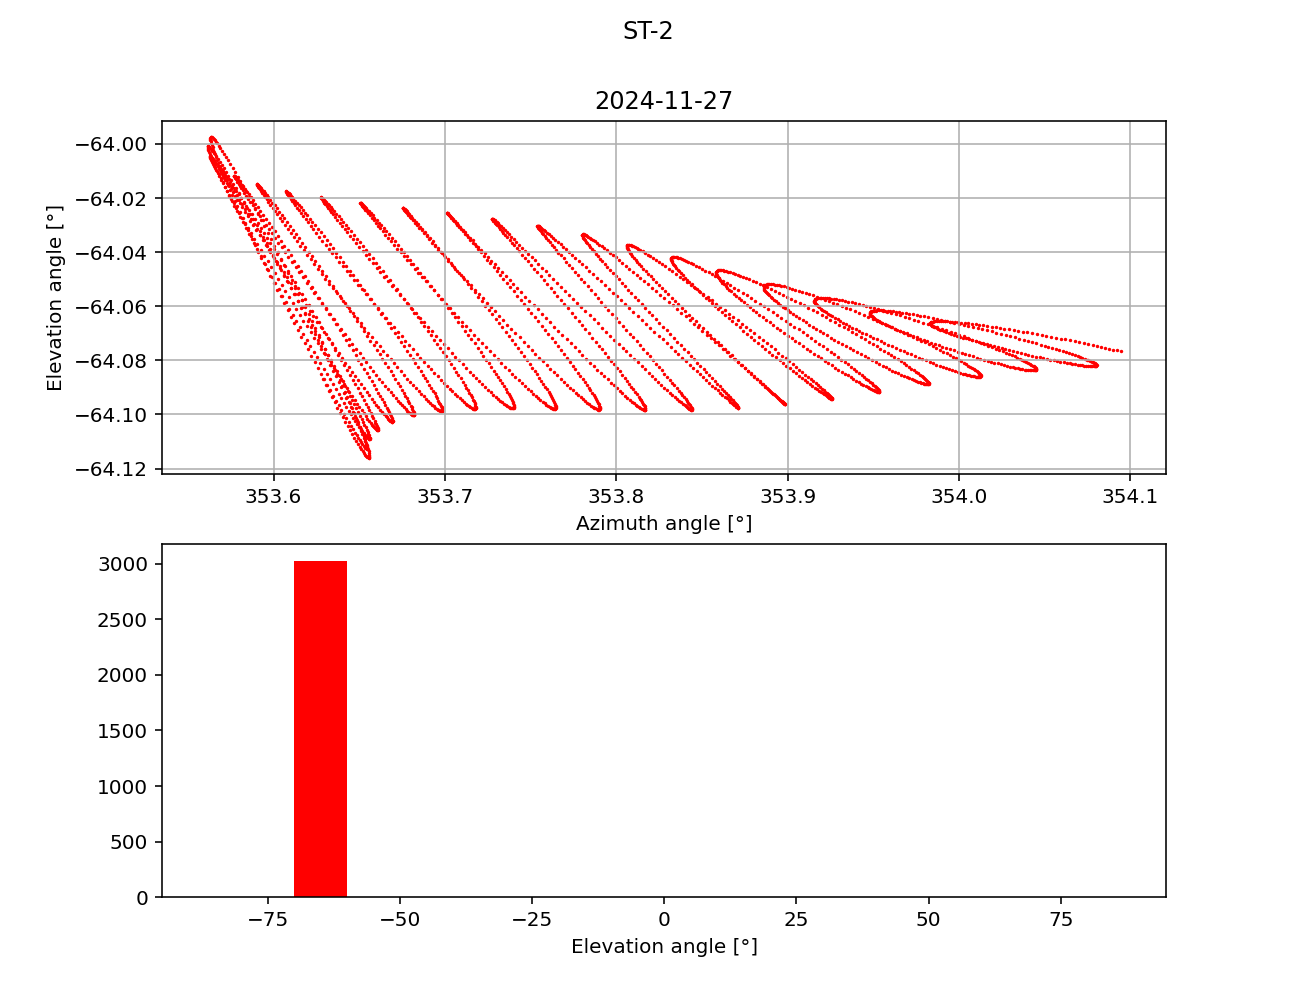 ST-2
2024-11-27
Elevation angle [°]
−64.00
−64.02
−64.04
−64.06
−64.08
−64.10
−64.12
353.6 353.7 353.8 353.9 354.0 354.1
Azimuth angle [°]
3000
2500
2000
1500
1000
500
0
−75 −50 −25 0 25 50 75
Elevation angle [°]